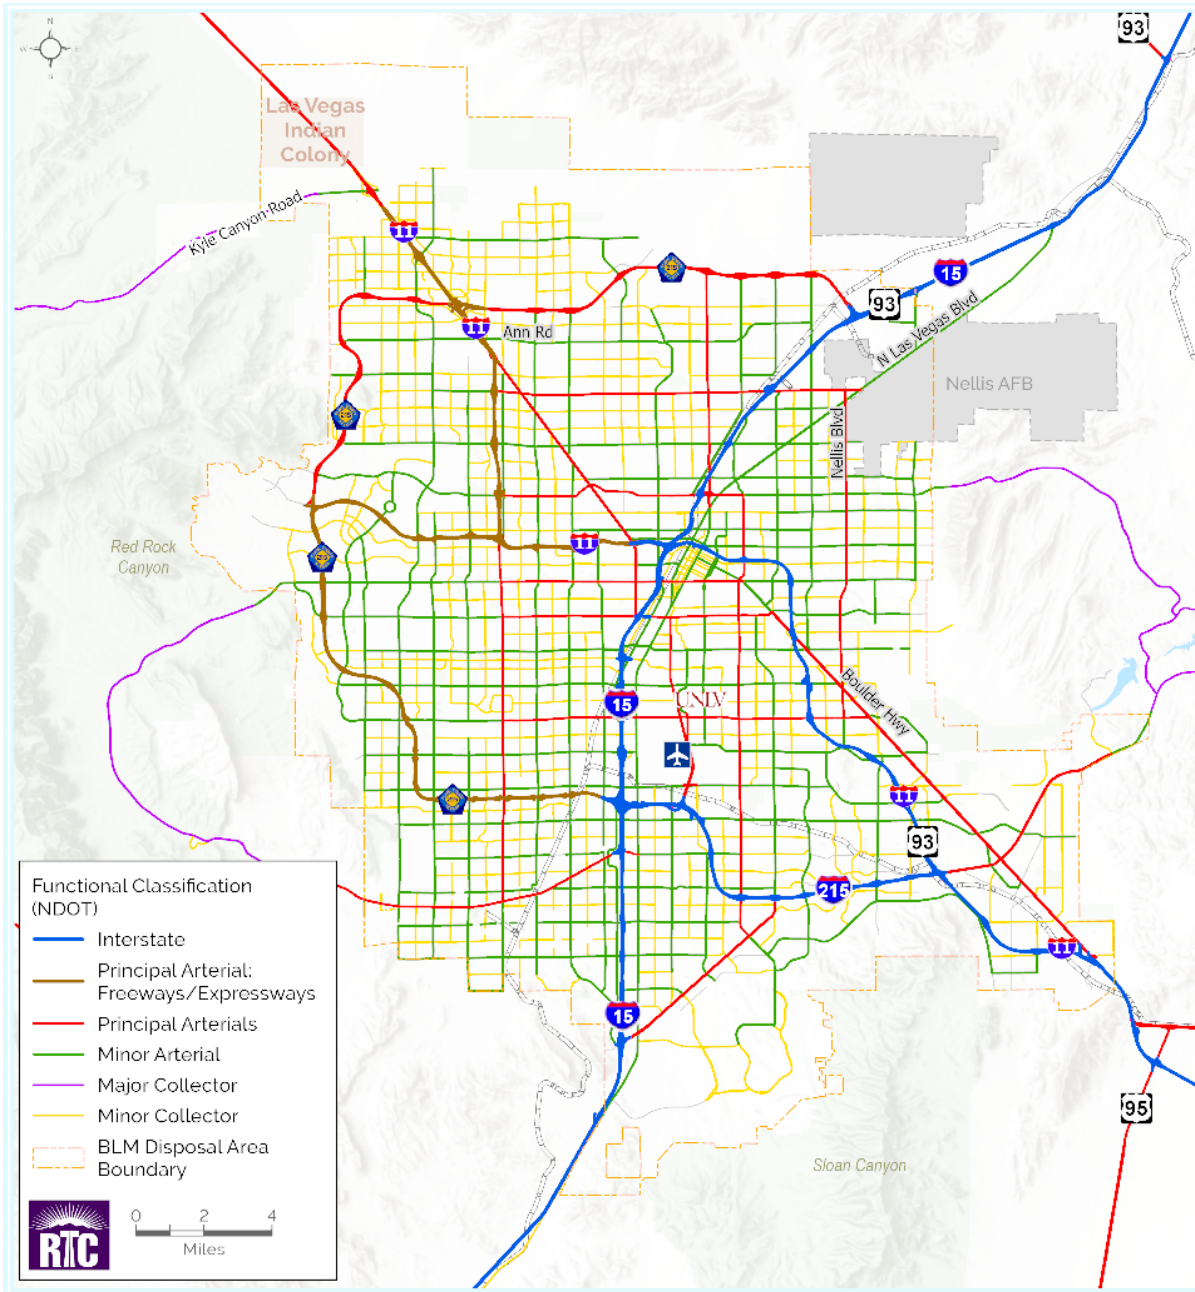 N
93
Las Vegas
Indian
Colony
Kyle Canyon Road
11
15
93
11
Ann Rd
N Las Vegas Blvd
Nellis AFB
Nellis Blvd
11
Red Rock
Canyon
15
UNLV
Boulder Hwy
11
93
215
11
15
95
Sloan Canyon
Functional Classification
(NDOT)
Interstate
Principal Arterial:
Freeways/Expressways
Principal Arterials
Minor Arterial
Major Collector
Minor Collector
BLM Disposal Area
Boundary
RTC
0 2 4
Miles